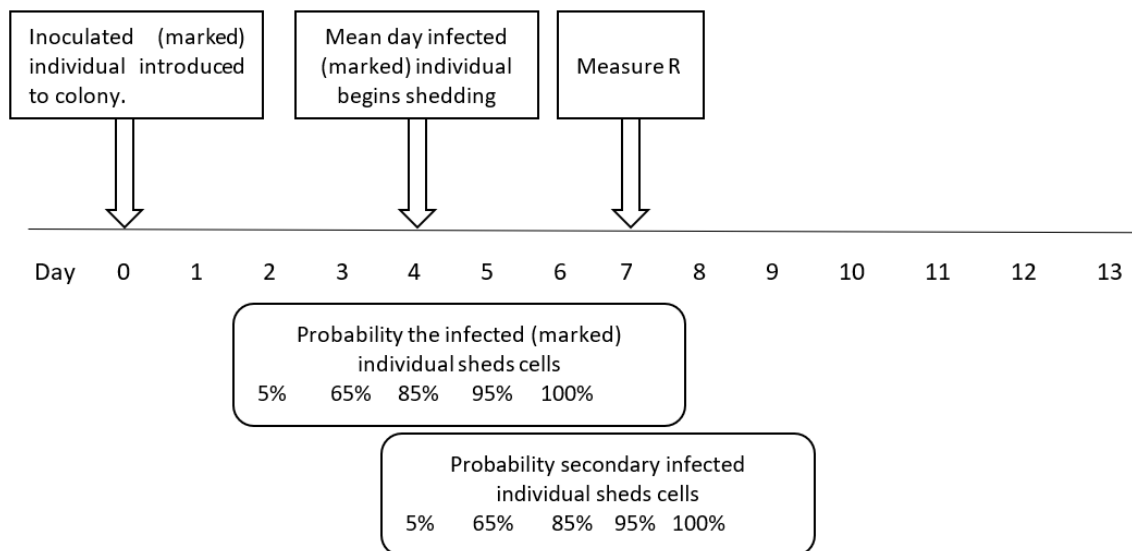 Inoculated (marked)
individual introduced
to colony.
Mean day infected
(marked) individual
begins shedding
Measure R
Day 0 1 2 3 4 5 6 7 8 9 10 11 12 13
Probability the infected (marked)
individual sheds cells
5% 65% 85% 95% 100%
Probability secondary infected
individual sheds cells
5% 65% 85% 95% 100%